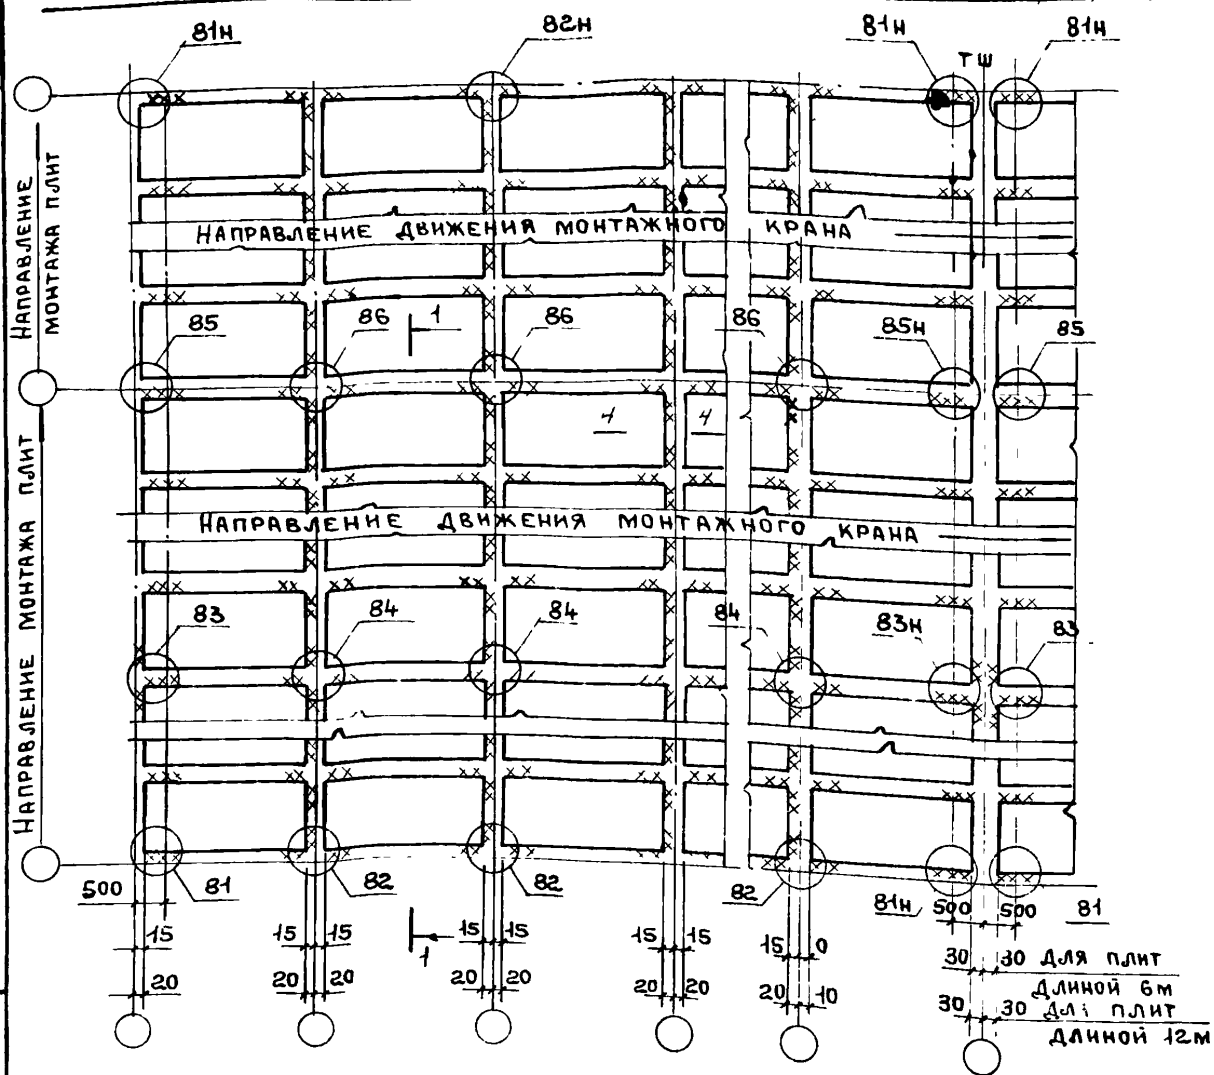 81н 82н 81н 81н
Т Ш
НАПРАВЛЕНИЕ
МОНТАЖА ПЛИТ
НАПРАВЛЕНИЕ ДВИЖЕНИЯ МОНТАЖНОГО КРАНА
85 86 1 86 86 85н 85
4 4
НАПРАВЛЕНИЕ МОНТАЖА ПЛИТ
НАПРАВЛЕНИЕ ДВИЖЕНИЯ МОНТАЖНОГО КРАНА
83 84 84 84 83н 83
500 81 82 82 82 81н 500 500 81
15 15 15 1 15 15 15 15 15 0
30 30 ДЛЯ ПЛИТ
20 20 20 20 20 20 20 20 10
ДЛИНОЙ 6м
30 30 ДЛ ПЛИТ
ДЛИНОЙ 12м